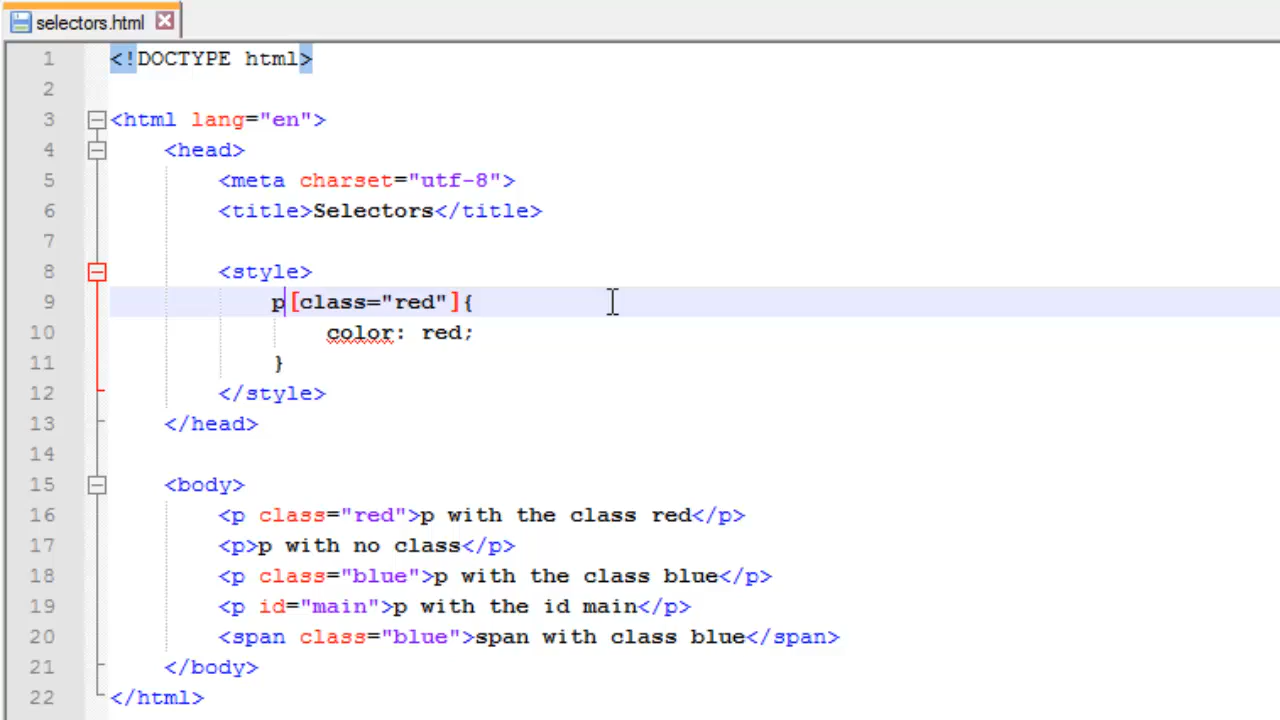 selectors.html
1 <!DOCTYPE html>
2
3 <html lang="en">
4 <head>
5 <meta charset="utf-8">
6 <title>Selectors</title>
7
8 <style>
9 p[class="red"]{
10 color: red;
11 }
12 </style>
13 </head>
14
15 <body>
16 <p class="red">p with the class red</p>
17 <p>p with no class</p>
18 <p class="blue">p with the class blue</p>
19 <p id="main">p with the id main</p>
20 <span class="blue">span with class blue</span>
21 </body>
22 </html>